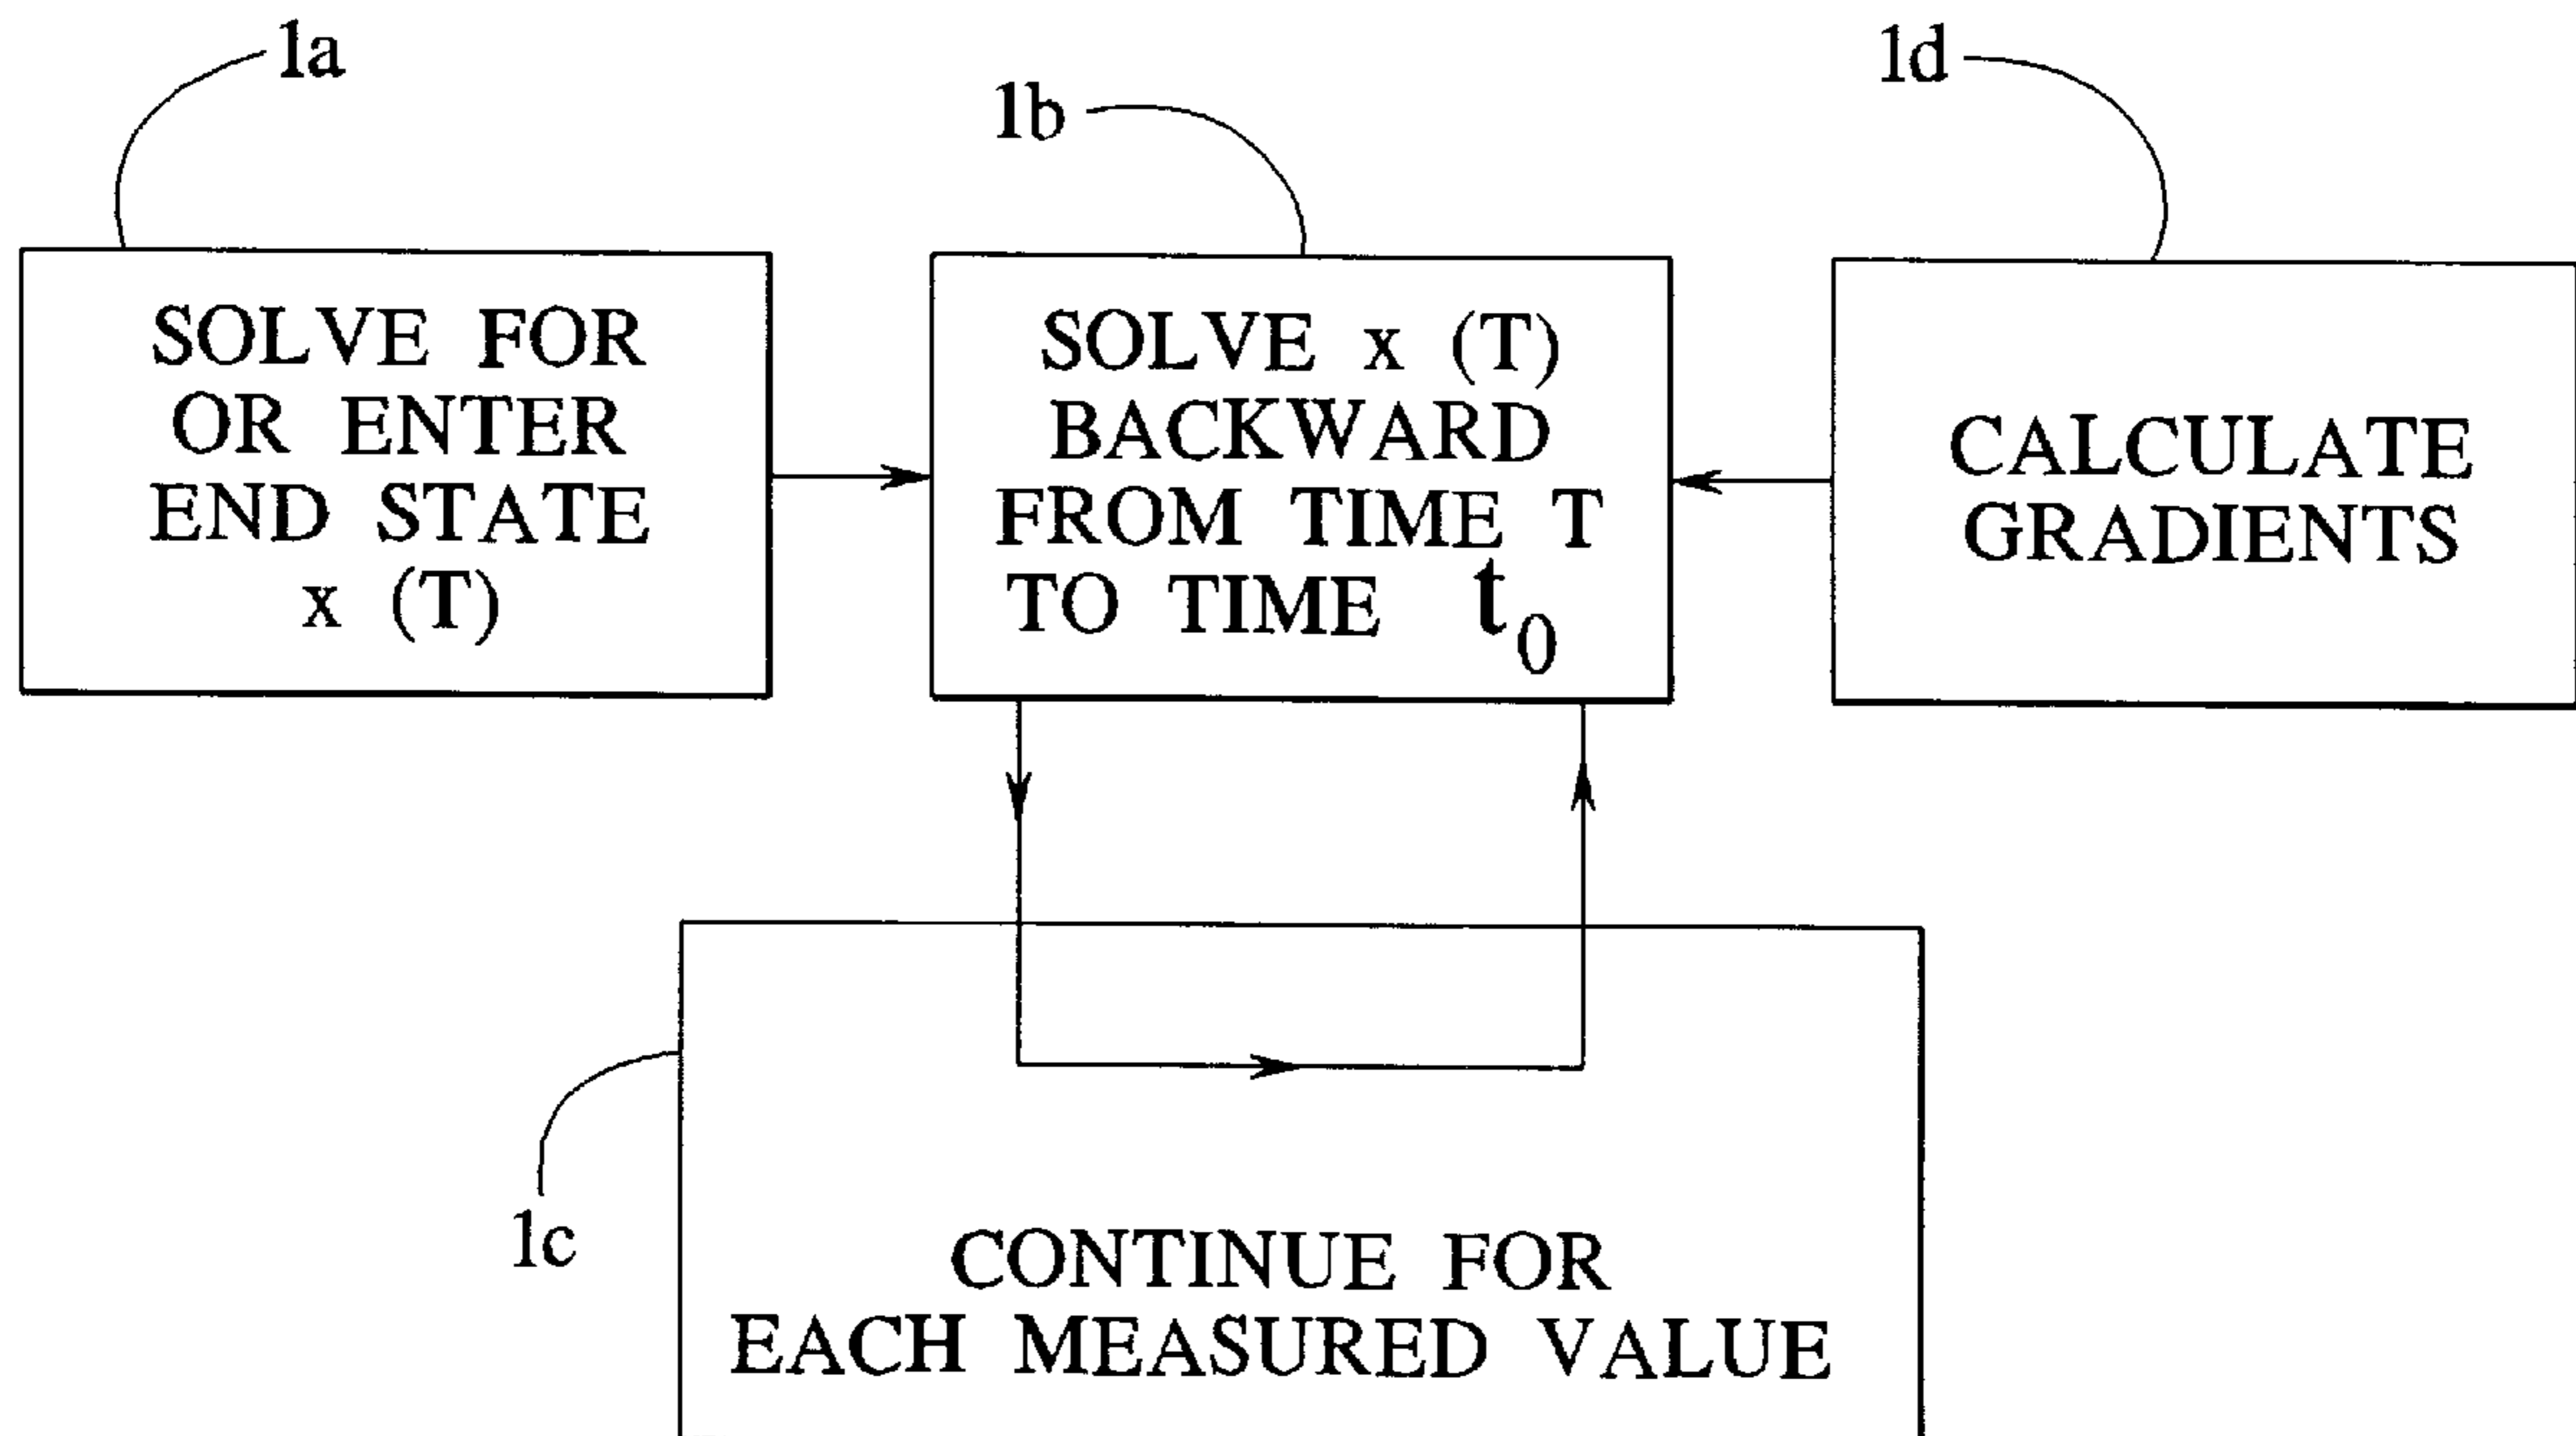 1a
1b
1d
SOLVE FOR
OR ENTER
END STATE
x (T)
SOLVE x (T)
BACKWARD
FROM TIME T
TO TIME t₀
CALCULATE
GRADIENTS
1c
CONTINUE FOR
EACH MEASURED VALUE